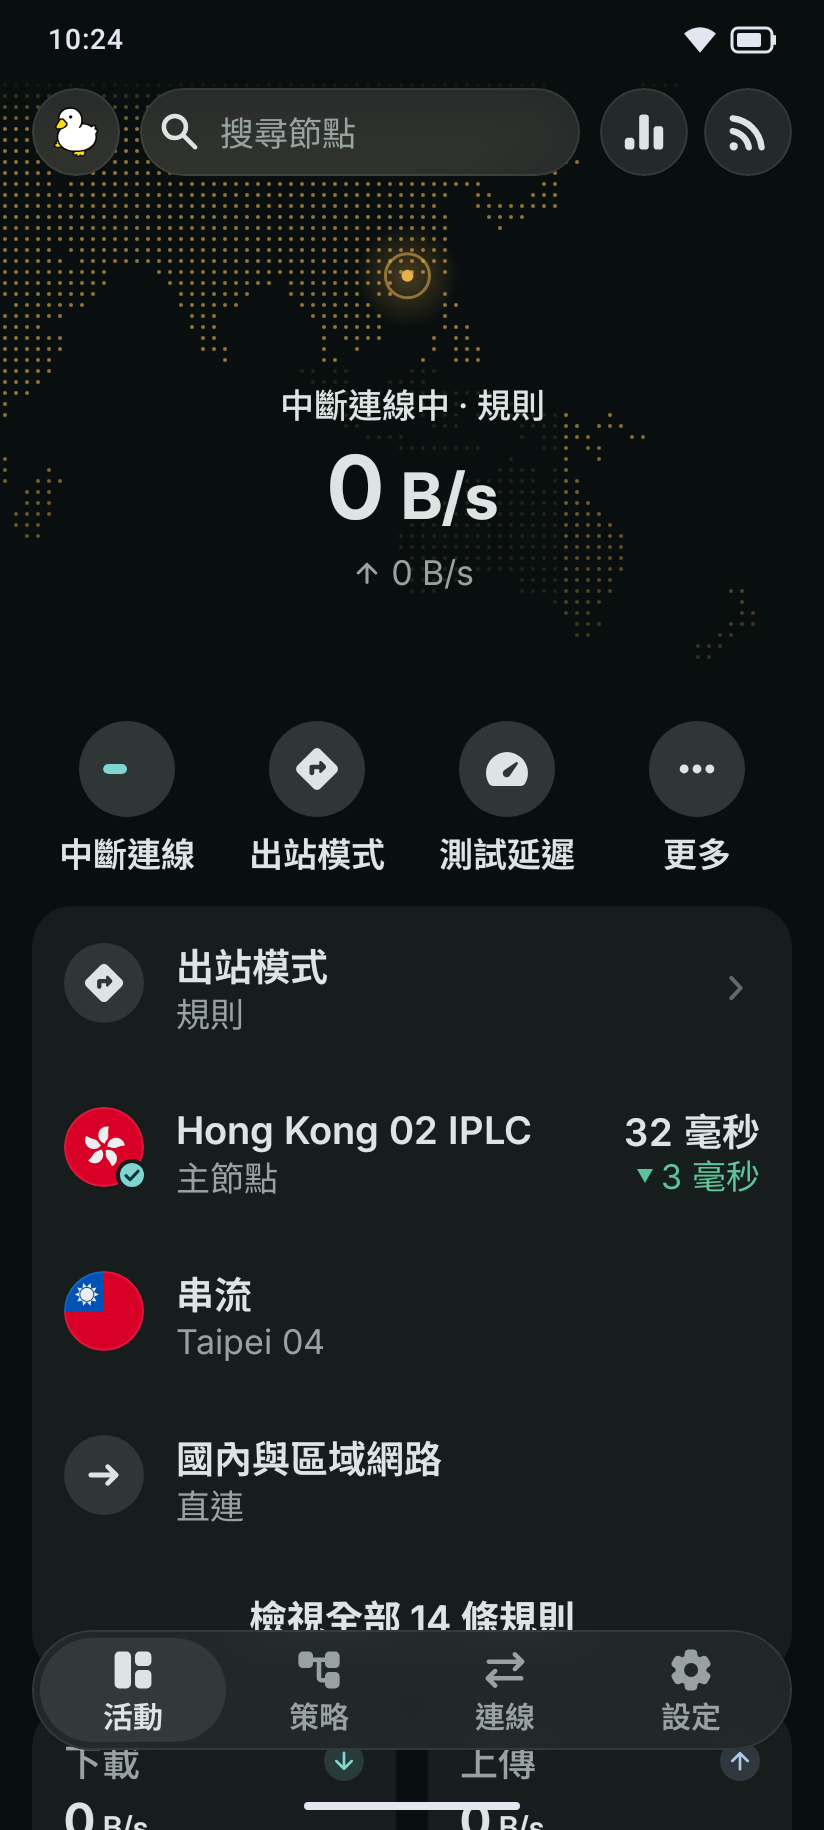 10:24
搜尋節點
中斷連線中 · 規則
0 B/s
↑ 0 B/s
中斷連線
出站模式
測試延遲
更多
出站模式
規則
Hong Kong 02 IPLC
32 毫秒
主節點
▼3 毫秒
串流
Taipei 04
國內與區域網路
直連
檢視全部 14 條規則
活動
策略
連線
設定
下載
上傳
0 B/s
0 B/s